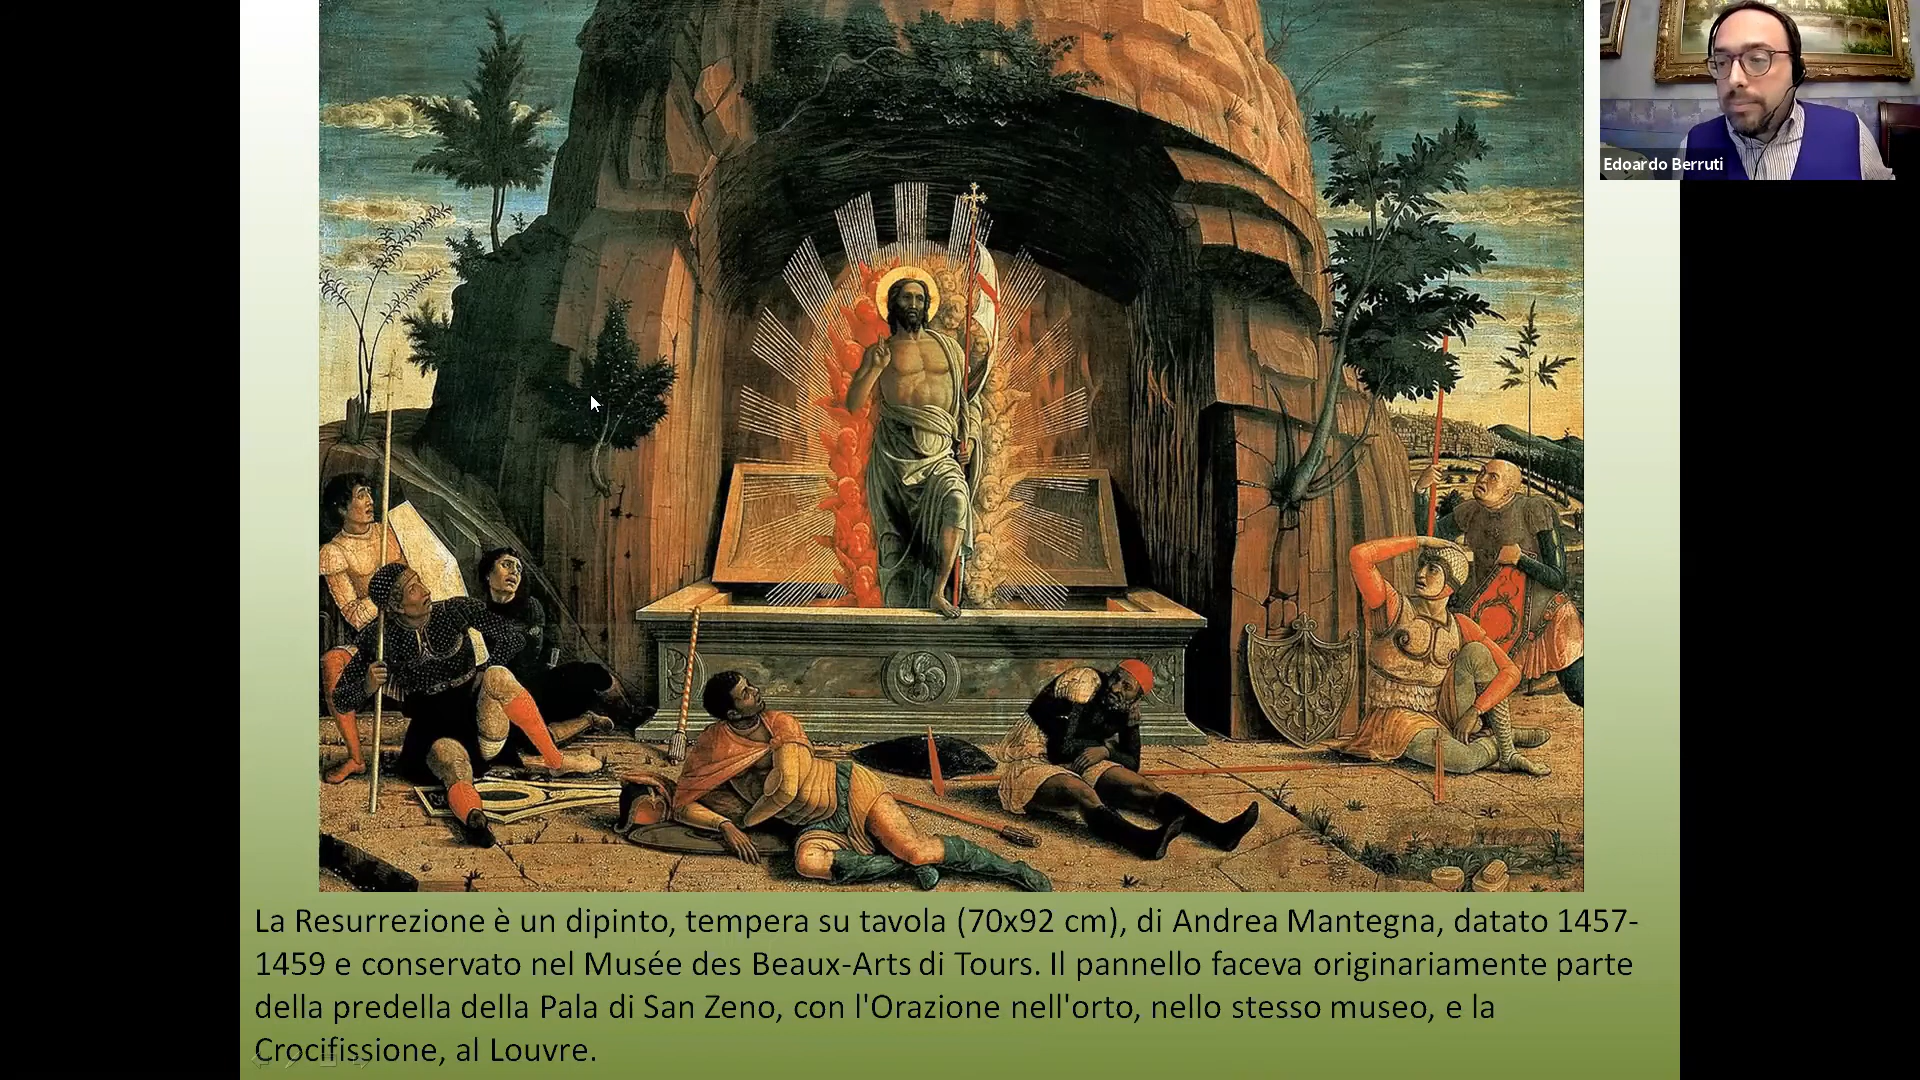 Edoardo Berruti
La Resurrezione è un dipinto, tempera su tavola (70x92 cm), di Andrea Mantegna, datato 1457-
1459 e conservato nel Musée des Beaux-Arts di Tours. Il pannello faceva originariamente parte
della predella della Pala di San Zeno, con l'Orazione nell'orto, nello stesso museo, e la
Crocifissione, al Louvre.